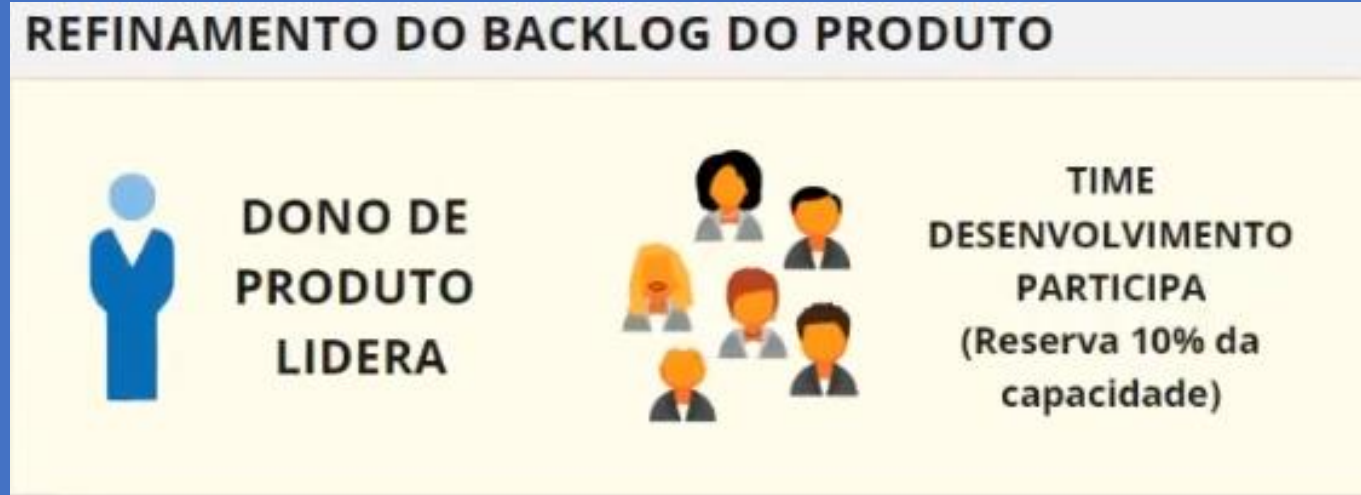 REFINAMENTO DO BACKLOG DO PRODUTO
DONO DE
PRODUTO
LIDERA
TIME
DESENVOLVIMENTO
PARTICIPA
(Reserva 10% da
capacidade)